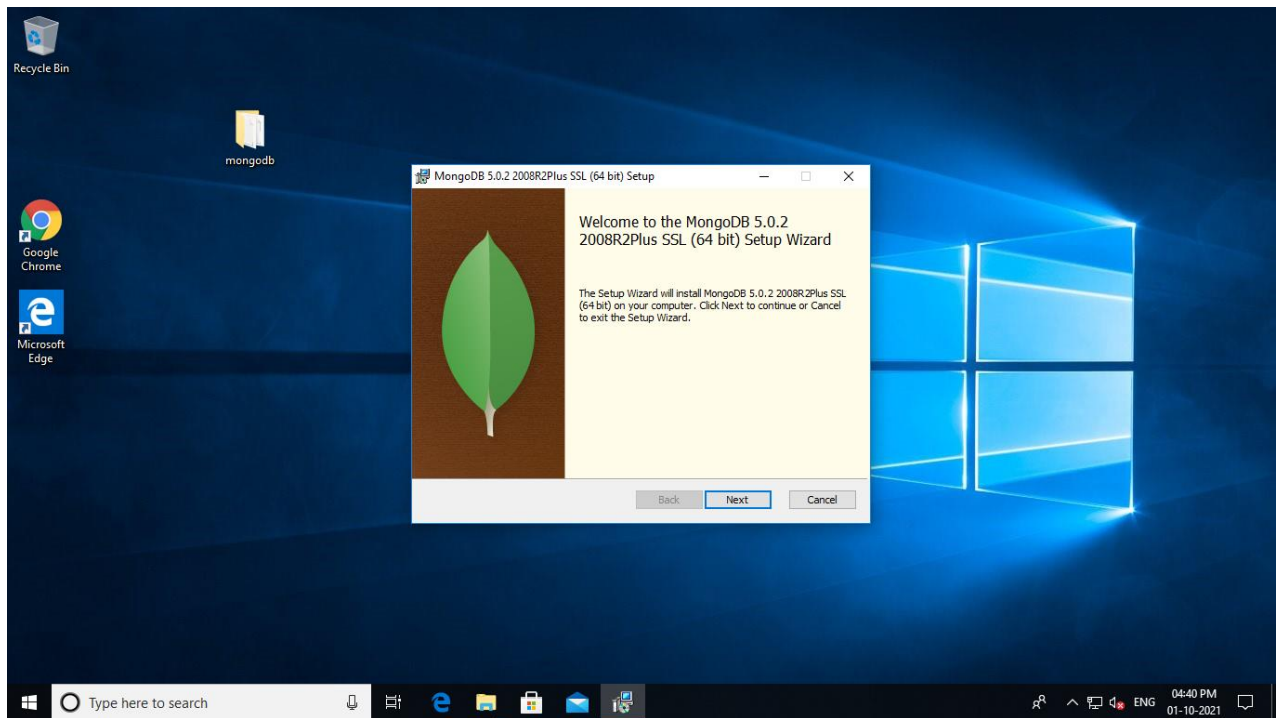 Recycle Bin
mongodb
Google
Chrome
Microsoft
Edge
MongoDB 5.0.2 2008R2Plus SSL (64 bit) Setup
Welcome to the MongoDB 5.0.2
2008R2Plus SSL (64 bit) Setup Wizard
The Setup Wizard will install MongoDB 5.0.2 2008R2Plus SSL
(64 bit) on your computer. Click Next to continue or Cancel
to exit the Setup Wizard.
Back Next Cancel
Type here to search
ENG
04:40 PM
01-10-2021